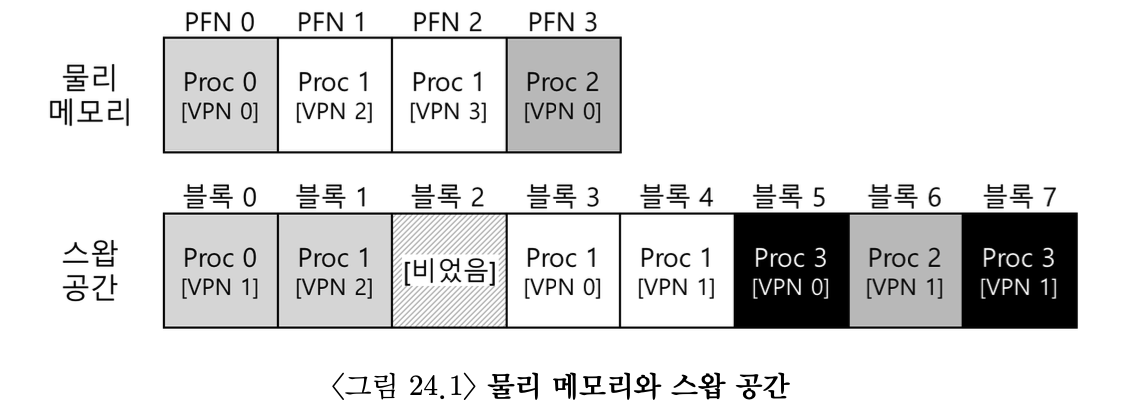 PFN 0 PFN 1 PFN 2 PFN 3
물리
메모리
Proc 0
[VPN 0]
Proc 1
[VPN 2]
Proc 1
[VPN 3]
Proc 2
[VPN 0]
블록 0 블록 1 블록 2 블록 3 블록 4 블록 5 블록 6 블록 7
스왑
공간
Proc 0
[VPN 1]
Proc 1
[VPN 2]
[비었음]
Proc 1
[VPN 0]
Proc 1
[VPN 1]
Proc 3
[VPN 0]
Proc 2
[VPN 1]
Proc 3
[VPN 1]
〈그림 24.1〉 물리 메모리와 스왑 공간